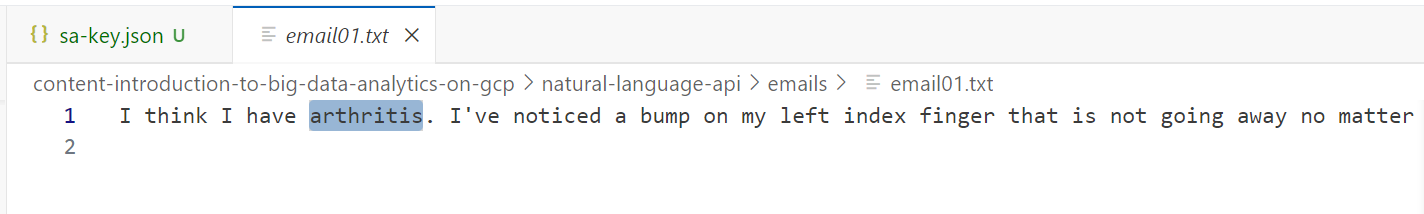 {} sa-key.json U
email01.txt ×
content-introduction-to-big-data-analytics-on-gcp > natural-language-api > emails > email01.txt
1 I think I have arthritis. I've noticed a bump on my left index finger that is not going away no matter
2